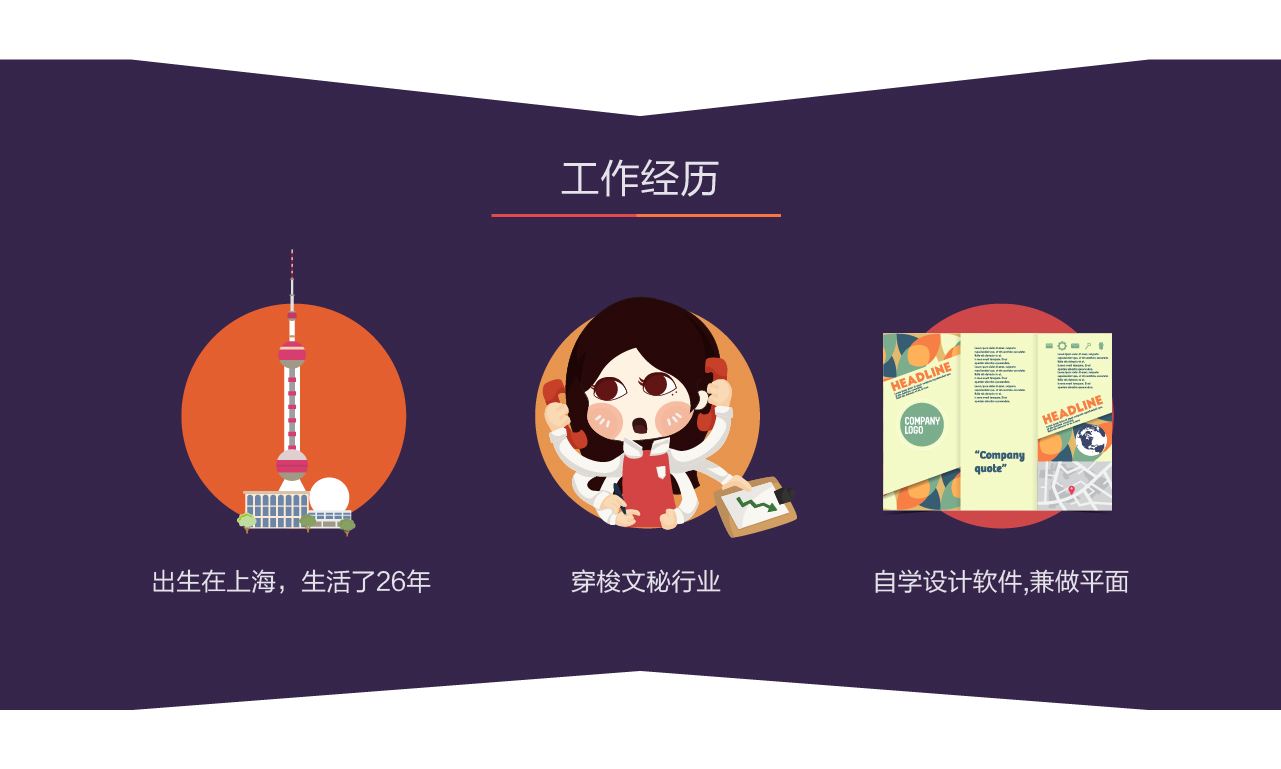 工作经历
HEADLINE
COMPANY
LOGO
“Company
quote”
HEADLINE
出生在上海，生活了26年
穿梭文秘行业
自学设计软件,兼做平面